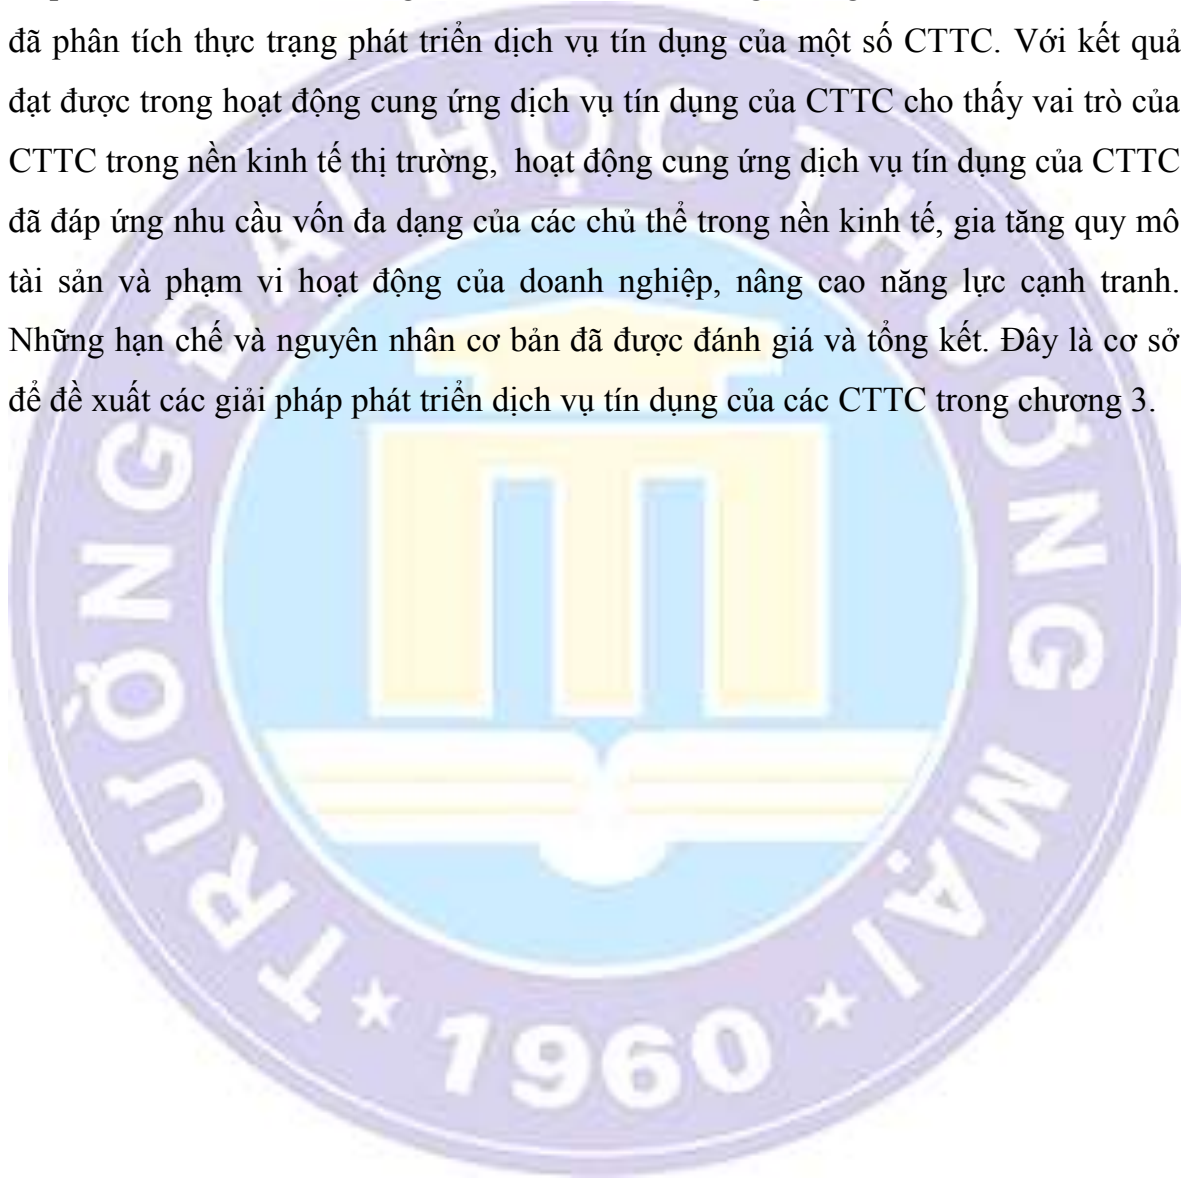 đã phân tích thực trạng phát triển dịch vụ tín dụng của một số CTTC. Với kết quả
đạt được trong hoạt động cung ứng dịch vụ tín dụng của CTTC cho thấy vai trò của
CTTC trong nền kinh tế thị trường, hoạt động cung ứng dịch vụ tín dụng của CTTC
đã đáp ứng nhu cầu vốn đa dạng của các chủ thể trong nền kinh tế, gia tăng quy mô
tài sản và phạm vi hoạt động của doanh nghiệp, nâng cao năng lực cạnh tranh.
Những hạn chế và nguyên nhân cơ bản đã được đánh giá và tổng kết. Đây là cơ sở
để đề xuất các giải pháp phát triển dịch vụ tín dụng của các CTTC trong chương 3.
TRƯỜNG ĐẠI HỌC THƯƠNG MẠI
1960